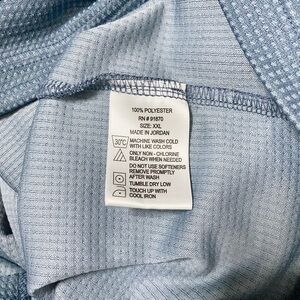 100% POLYESTER
RN # 91870
SIZE: XXL
MADE IN JORDAN
30°C MACHINE WASH COLD
WITH LIKE COLORS
ONLY NON - CHLORINE
BLEACH WHEN NEEDED
DO NOT USE SOFTENERS
REMOVE PROMPTLY
AFTER WASH
TUMBLE DRY LOW
TOUCH UP WITH
COOL IRON